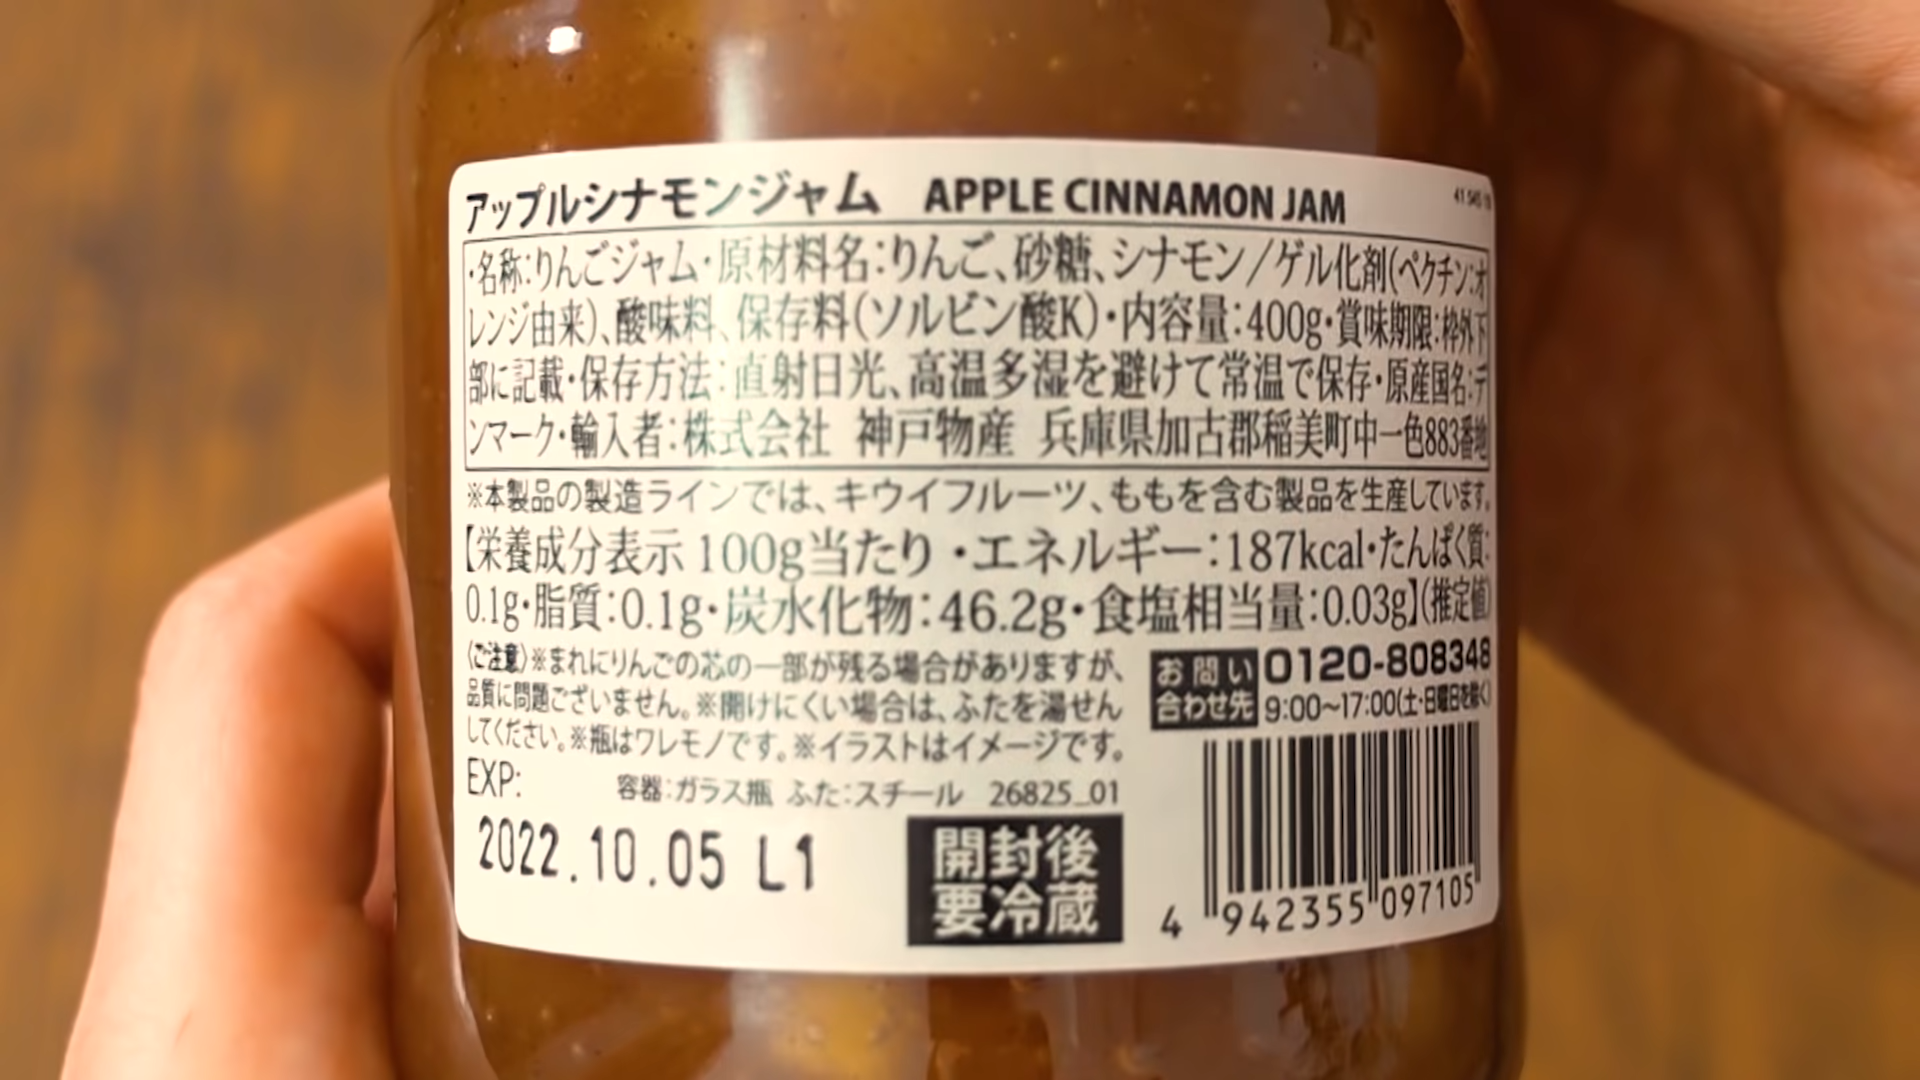 アップルシナモンジャム APPLE CINNAMON JAM
・名称:りんごジャム・原材料名:りんご、砂糖、シナモン/ゲル化剤(ペクチン:オ
レンジ由来)、酸味料、保存料(ソルビン酸K)・内容量:400g・賞味期限:枠外下
部に記載・保存方法:直射日光、高温多湿を避けて常温で保存・原産国名:デ
ンマーク・輸入者:株式会社 神戸物産 兵庫県加古郡稲美町中一色883番地
※本製品の製造ラインでは、キウイフルーツ、ももを含む製品を生産しています。
【栄養成分表示 100g当たり・エネルギー:187kcal・たんぱく質:
0.1g・脂質:0.1g・炭水化物:46.2g・食塩相当量:0.03g】(推定値)
〈ご注意〉※まれにりんごの芯の一部が残る場合がありますが、
品質に問題ございません。※開けにくい場合は、ふたを湯せん
してください。※瓶はワレモノです。※イラストはイメージです。
EXP: 容器:ガラス瓶 ふた:スチール 26825_01
2022.10.05 L1
開封後
要冷蔵
お問い
合わせ先
0120-808348
9:00~17:00(土・日曜日を除く)
4 942355 097105